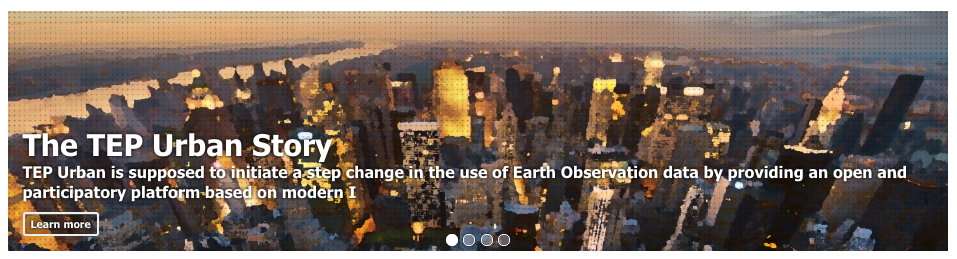 The TEP Urban Story
TEP Urban is supposed to initiate a step change in the use of Earth Observation data by providing an open and
participatory platform based on modern I
Learn more